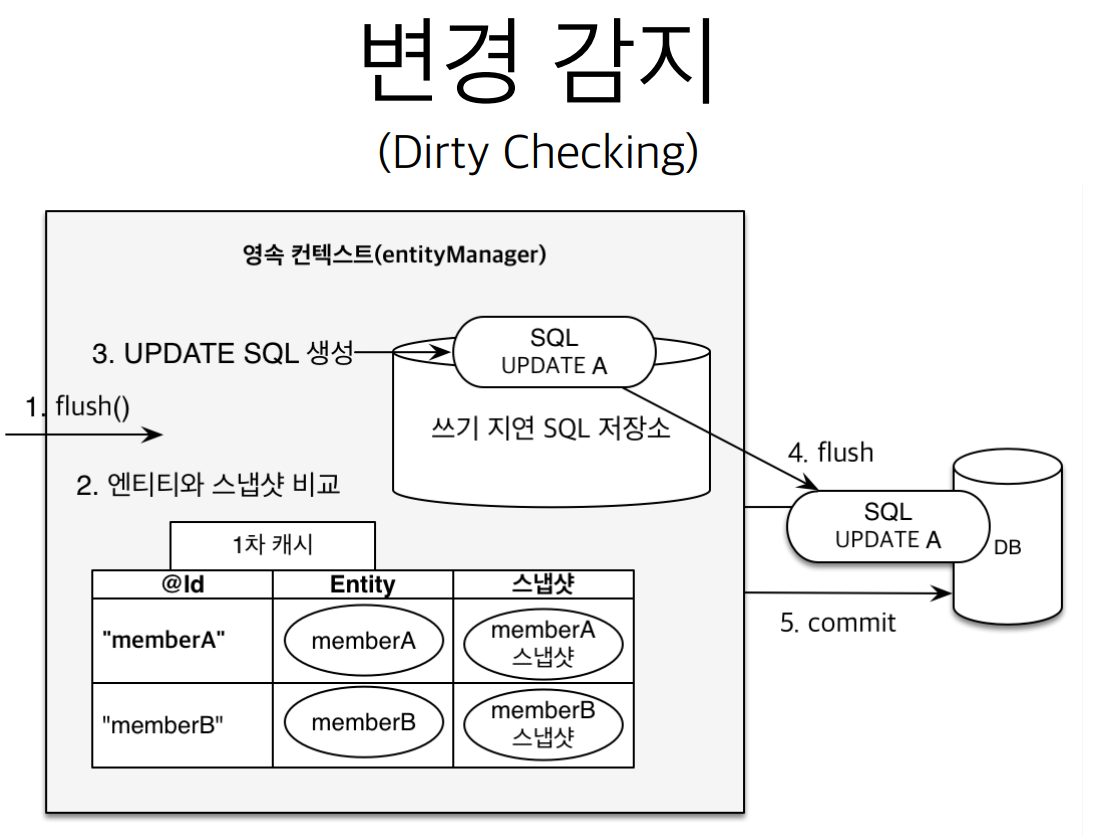 변경 감지
(Dirty Checking)
영속 컨텍스트(entityManager)
3. UPDATE SQL 생성
SQL
UPDATE A
1. flush()
쓰기 지연 SQL 저장소
4. flush
2. 엔티티와 스냅샷 비교
SQL
UPDATE A
DB
1차 캐시
@Id Entity 스냅샷
"memberA" memberA memberA
스냅샷
"memberB" memberB memberB
스냅샷
5. commit